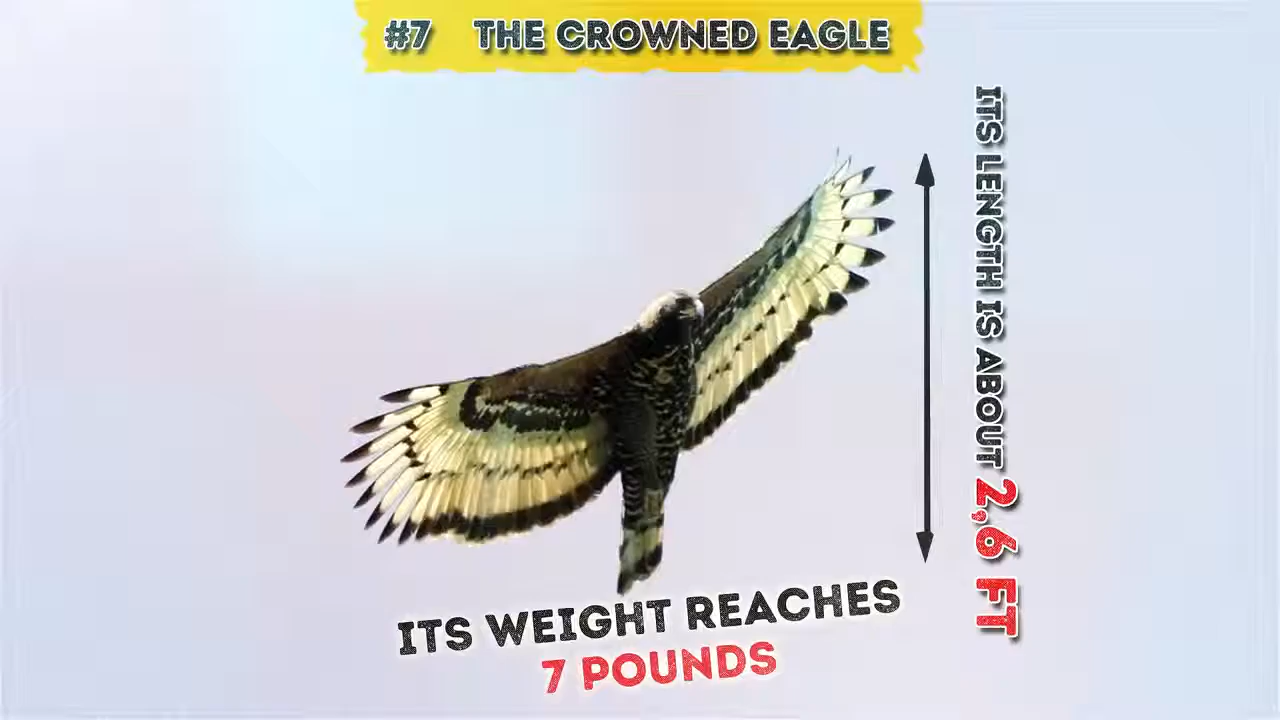 #7 THE CROWNED EAGLE
ITS LENGTH IS ABOUT 2,6 FT
ITS WEIGHT REACHES
7 POUNDS